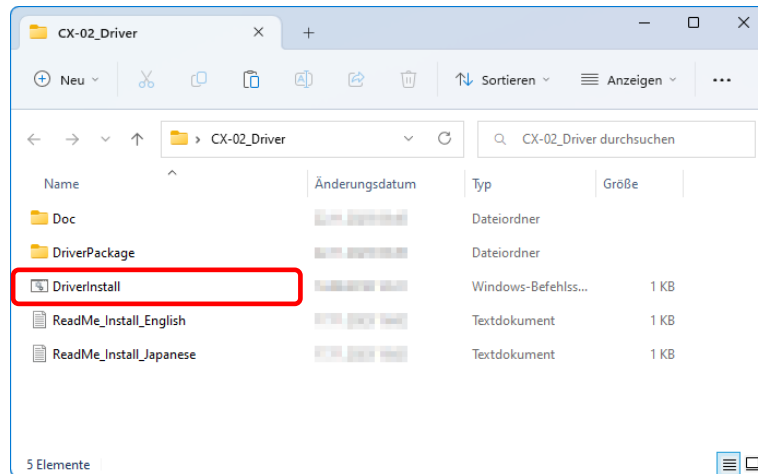 CX-02_Driver
Neu
Sortieren
Anzeigen
CX-02_Driver
CX-02_Driver durchsuchen
Name Änderungsdatum Typ Größe
Doc Dateiordner
DriverPackage Dateiordner
DriverInstall Windows-Befehlss... 1 KB
ReadMe_Install_English Textdokument 1 KB
ReadMe_Install_Japanese Textdokument 1 KB
5 Elemente